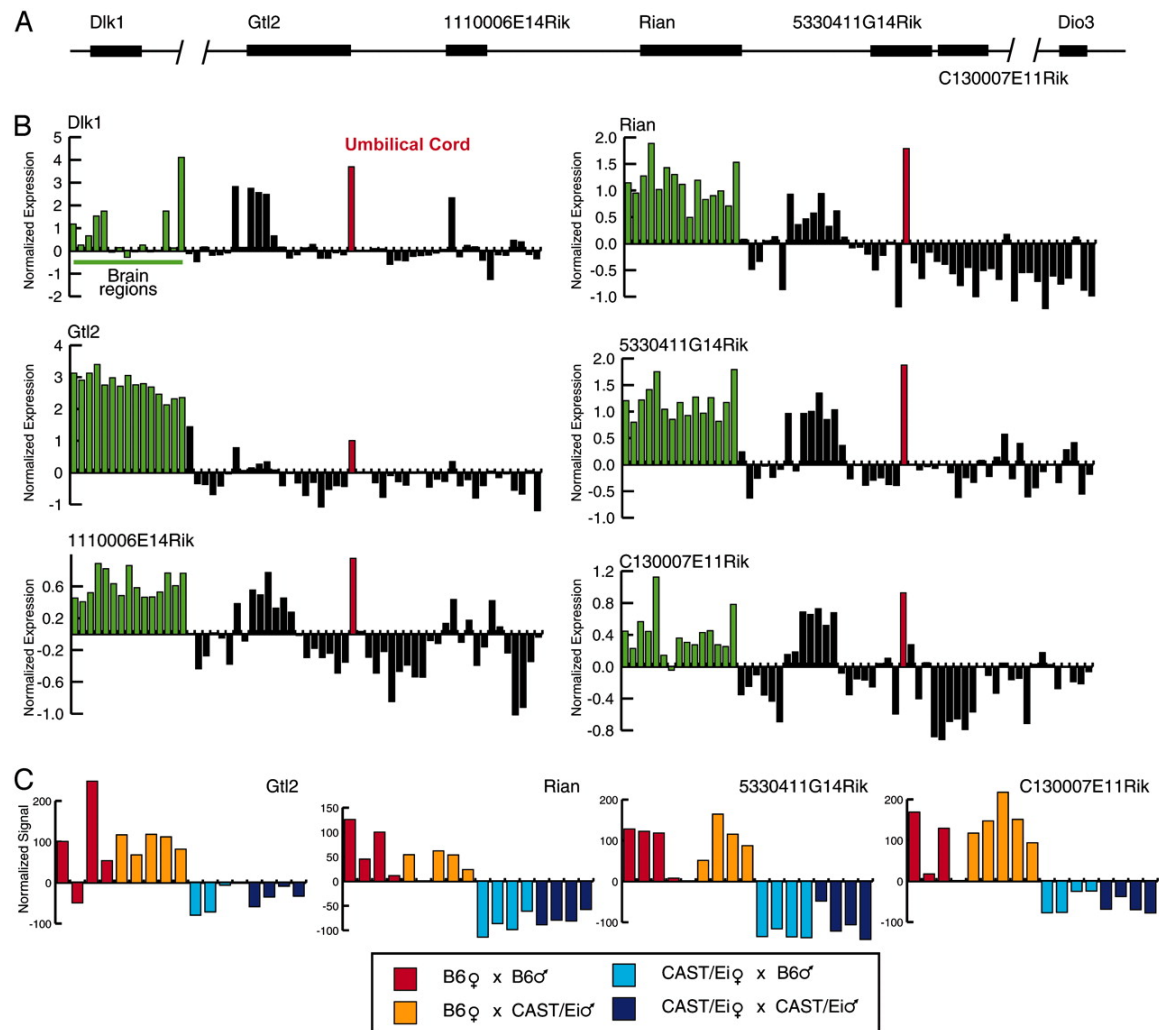 A
Dlk1 Gtl2 1110006E14Rik Rian 5330411G14Rik Dio3
C130007E11Rik
B
Dlk1
Normalized Expression
5
4
3
2
1
0
-1
-2
Umbilical Cord
Brain
regions
Rian
Normalized Expression
2.0
1.5
1.0
0.5
0.0
-0.5
-1.0
Gtl2
Normalized Expression
4
3
2
1
0
-1
5330411G14Rik
Normalized Expression
2.0
1.5
1.0
0.5
0.0
-0.5
-1.0
1110006E14Rik
Normalized Expression
0.6
0.2
-0.2
-0.6
-1.0
C130007E11Rik
Normalized Expression
1.2
0.8
0.4
0.0
-0.4
-0.8
C
Gtl2
Normalized Signal
200
100
0
-100
Rian
150
100
50
0
-50
-100
5330411G14Rik
200
100
0
-100
C130007E11Rik
200
100
0
-100
B6♀ x B6♂
CAST/Ei♀ x B6♂
B6♀ x CAST/Ei♂
CAST/Ei♀ x CAST/Ei♂